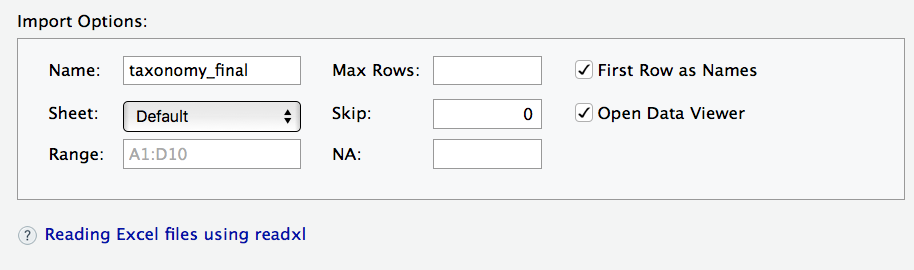 Import Options:
Name: taxonomy_final Max Rows: First Row as Names
Sheet: Default Skip: 0 Open Data Viewer
Range: A1:D10 NA:
? Reading Excel files using readxl